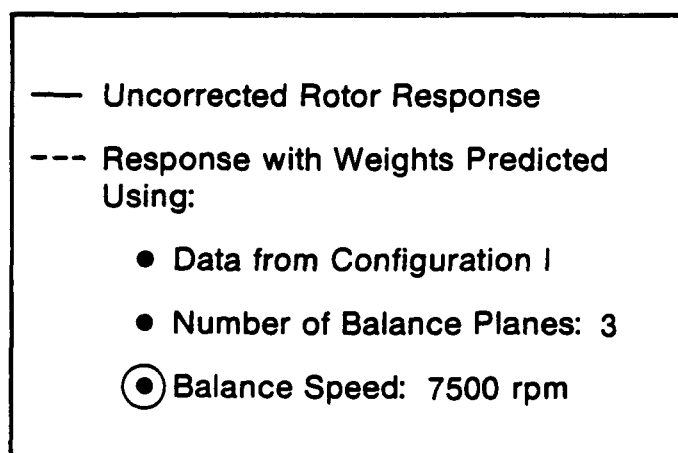 — Uncorrected Rotor Response
--- Response with Weights Predicted
Using:
● Data from Configuration I
● Number of Balance Planes: 3
● Balance Speed: 7500 rpm